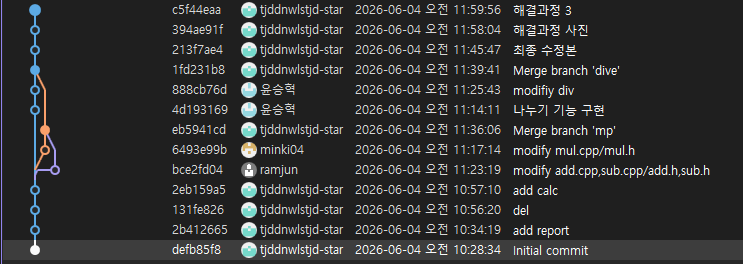 c5f44eaa tjddnwlstjd-star 2026-06-04 오전 11:59:56 해결과정 3
394ae91f tjddnwlstjd-star 2026-06-04 오전 11:58:04 해결과정 사진
213f7ae4 tjddnwlstjd-star 2026-06-04 오전 11:45:47 최종 수정본
1fd231b8 tjddnwlstjd-star 2026-06-04 오전 11:39:41 Merge branch 'dive'
888cb76d 윤승혁 2026-06-04 오전 11:25:43 modifiy div
4d193169 윤승혁 2026-06-04 오전 11:14:11 나누기 기능 구현
eb5941cd tjddnwlstjd-star 2026-06-04 오전 11:36:06 Merge branch 'mp'
6493e99b minki04 2026-06-04 오전 11:17:14 modify mul.cpp/mul.h
bce2fd04 ramjun 2026-06-04 오전 11:23:19 modify add.cpp,sub.cpp/add.h,sub.h
2eb159a5 tjddnwlstjd-star 2026-06-04 오전 10:57:10 add calc
131fe826 tjddnwlstjd-star 2026-06-04 오전 10:56:20 del
2b412665 tjddnwlstjd-star 2026-06-04 오전 10:34:19 add report
defb85f8 tjddnwlstjd-star 2026-06-04 오전 10:28:34 Initial commit